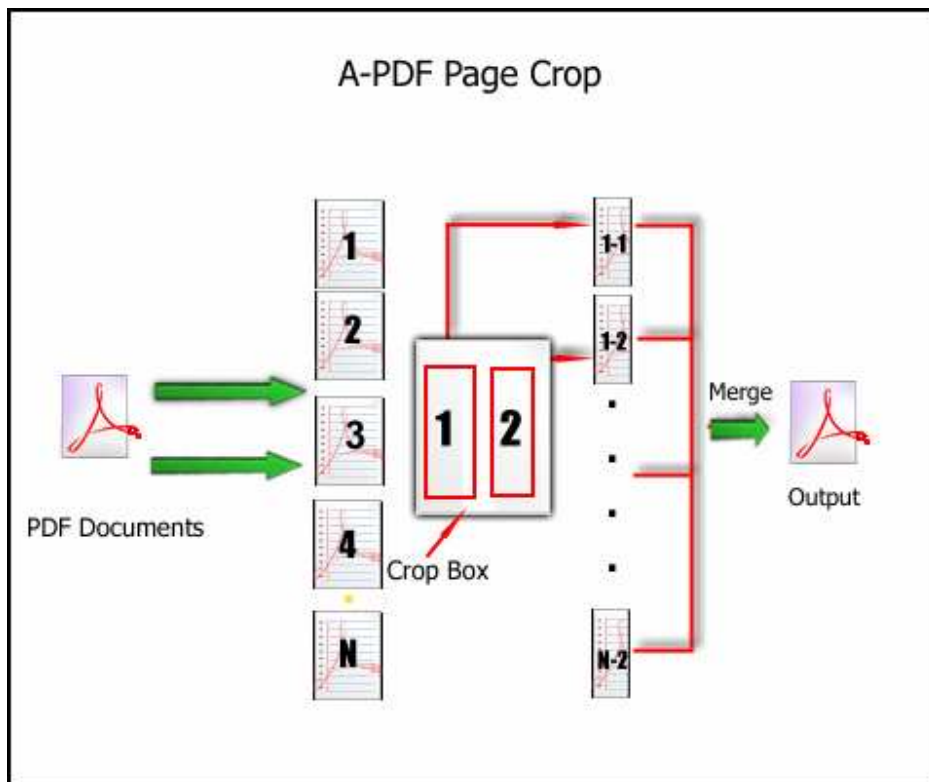 A-PDF Page Crop
1
2
3
4
N
PDF Documents
1
2
Crop Box
1-1
1-2
N-2
Merge
Output